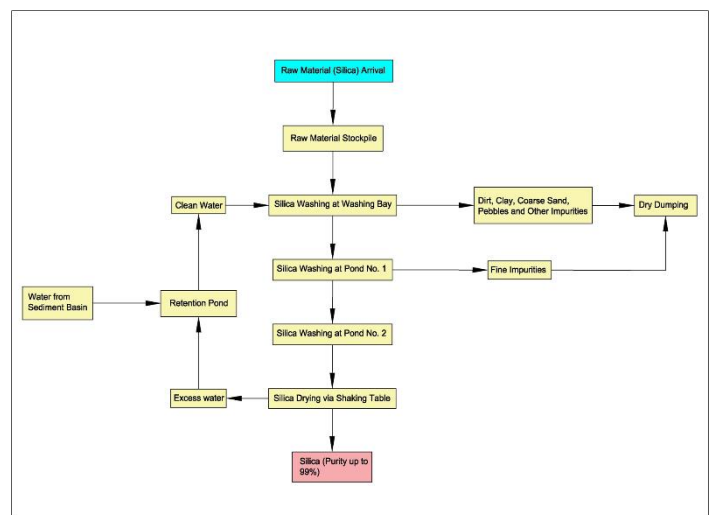 Raw Material (Silica) Arrival
Raw Material Stockpile
Clean Water
Silica Washing at Washing Bay
Dirt, Clay, Coarse Sand,
Pebbles and Other Impurities
Dry Dumping
Silica Washing at Pond No. 1
Fine Impurities
Water from
Sediment Basin
Retention Pond
Silica Washing at Pond No. 2
Excess water
Silica Drying via Shaking Table
Silica (Purity up to
99%)